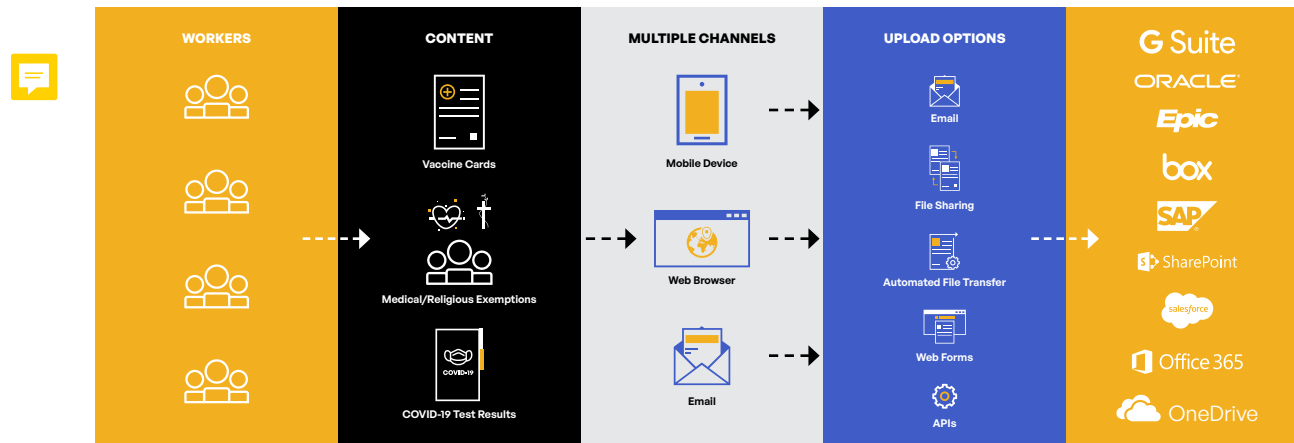 WORKERS
CONTENT
Vaccine Cards
Medical/Religious Exemptions
COVID-19
COVID-19 Test Results
MULTIPLE CHANNELS
Mobile Device
Web Browser
Email
UPLOAD OPTIONS
Email
File Sharing
Automated File Transfer
Web Forms
APIs
G Suite
ORACLE®
Epic
box
SAP
S SharePoint
salesforce
Office 365
OneDrive